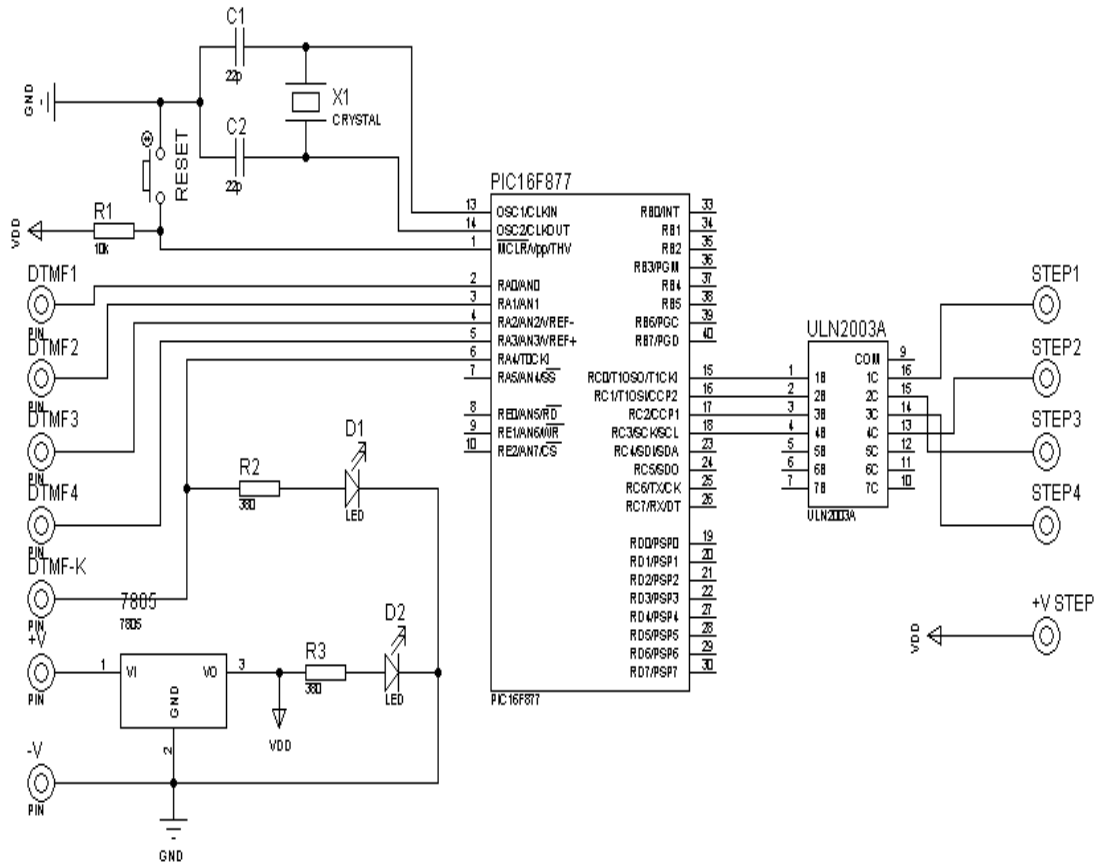 C1
22p
GND
X1
CRYSTAL
C2
22p
RESET
R1
10k
VDD
DTMF1
PIN
DTMF2
PIN
DTMF3
PIN
DTMF4
PIN
DTMF-K
PIN
+V
PIN
-V
PIN
7805
7805
1 VI
VO 3
GND
2
GND
R2
380
D1
LED
R3
380
D2
LED
VDD
PIC16F877
13 OSC1/CLKIN
14 OSC2/CLKOUT
1 MCLR/Vpp/THV
2 RA0/AN0
3 RA1/AN1
4 RA2/AN2/VREF-
5 RA3/AN3/VREF+
6 RA4/T0CKI
7 RA5/AN4/SS
8 RE0/AN5/RD
9 RE1/AN6/WR
10 RE2/AN7/CS
RB0/INT 33
RB1 34
RB2 35
RB3/PGM 36
RB4 37
RB5 38
RB6/PGC 39
RB7/PGD 40
RC0/T1OSO/T1CKI 15
RC1/T1OSI/CCP2 16
RC2/CCP1 17
RC3/SCK/SCL 18
RC4/SDI/SDA 23
RC5/SDO 24
RC6/TX/CK 25
RC7/RX/DT 26
RD0/PSP0 19
RD1/PSP1 20
RD2/PSP2 21
RD3/PSP3 22
RD4/PSP4 27
RD5/PSP5 28
RD6/PSP6 29
RD7/PSP7 30
PIC16F877
ULN2003A
COM 9
1 1B 1C 16
2 2B 2C 15
3 3B 3C 14
4 4B 4C 13
5 5B 5C 12
6 6B 6C 11
7 7B 7C 10
ULN2003A
STEP1
STEP2
STEP3
STEP4
+V STEP
VDD